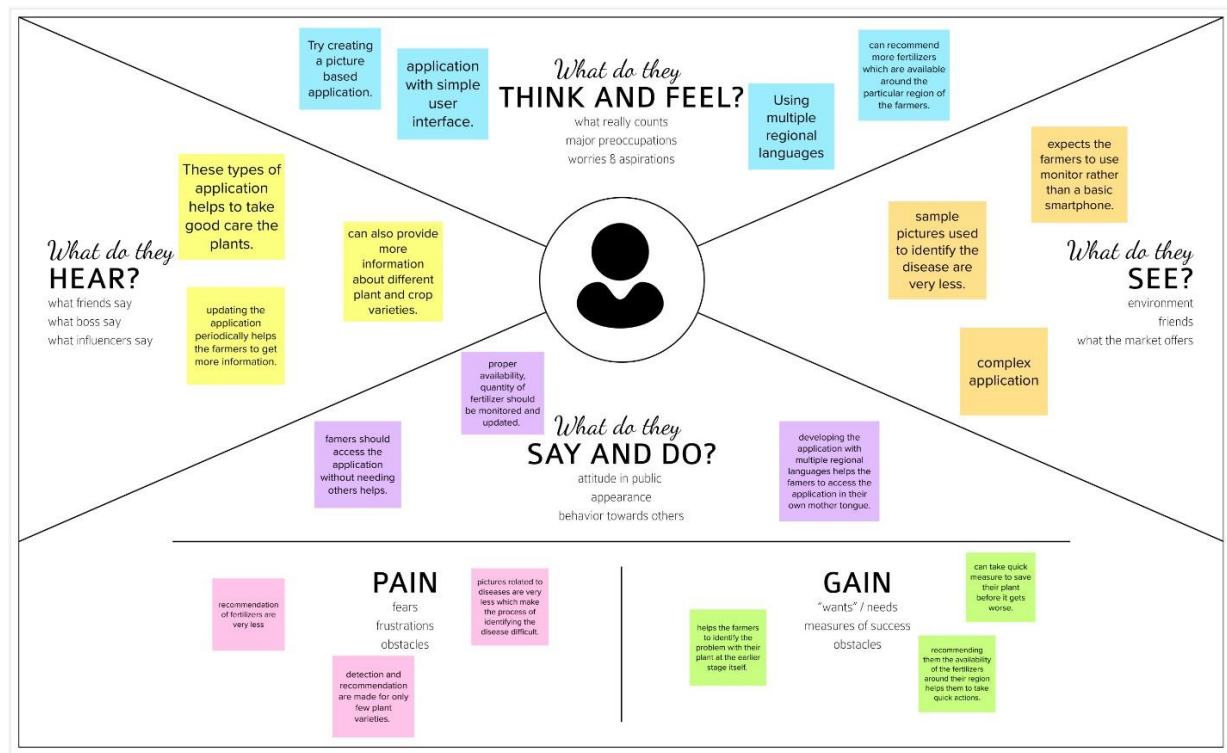 Try creating
a picture
based
application.
application
with simple
user
interface.
What do they
THINK AND FEEL?
what really counts
major preoccupations
worries & aspirations
Using
multiple
regional
languages
can recommend
more fertilizers
which are available
around the
particular region
of the farmers.
These types of
application
helps to take
good care the
plants.
can also provide
more
information
about different
plant and crop
varieties.
What do they
HEAR?
what friends say
what boss say
what influencers say
updating the
application
periodically helps
the farmers to get
more information.
expects the
farmers to use
monitor rather
than a basic
smartphone.
sample
pictures used
to identify the
disease are
very less.
What do they
SEE?
environment
friends
what the market offers
complex
application
proper
availability,
quantity of
fertilizer should
be monitored and
updated.
famers should
access the
application
without needing
others helps.
What do they
SAY AND DO?
attitude in public
appearance
behavior towards others
developing the
application with
multiple regional
languages helps the
famers to access the
application in their
own mother tongue.
PAIN
fears
frustrations
obstacles
recommendation
of fertilizers are
very less
pictures related to
diseases are very
less which make
the process of
identifying the
disease difficult.
detection and
recommendation
are made for only
few plant
varieties.
GAIN
"wants" / needs
measures of success
obstacles
helps the farmers
to identify the
problem with their
plant at the earlier
stage itself.
can take quick
measure to save
their plant
before it gets
worse.
recommending
them the availability
of the fertilizers
around their region
helps them to take
quick actions.